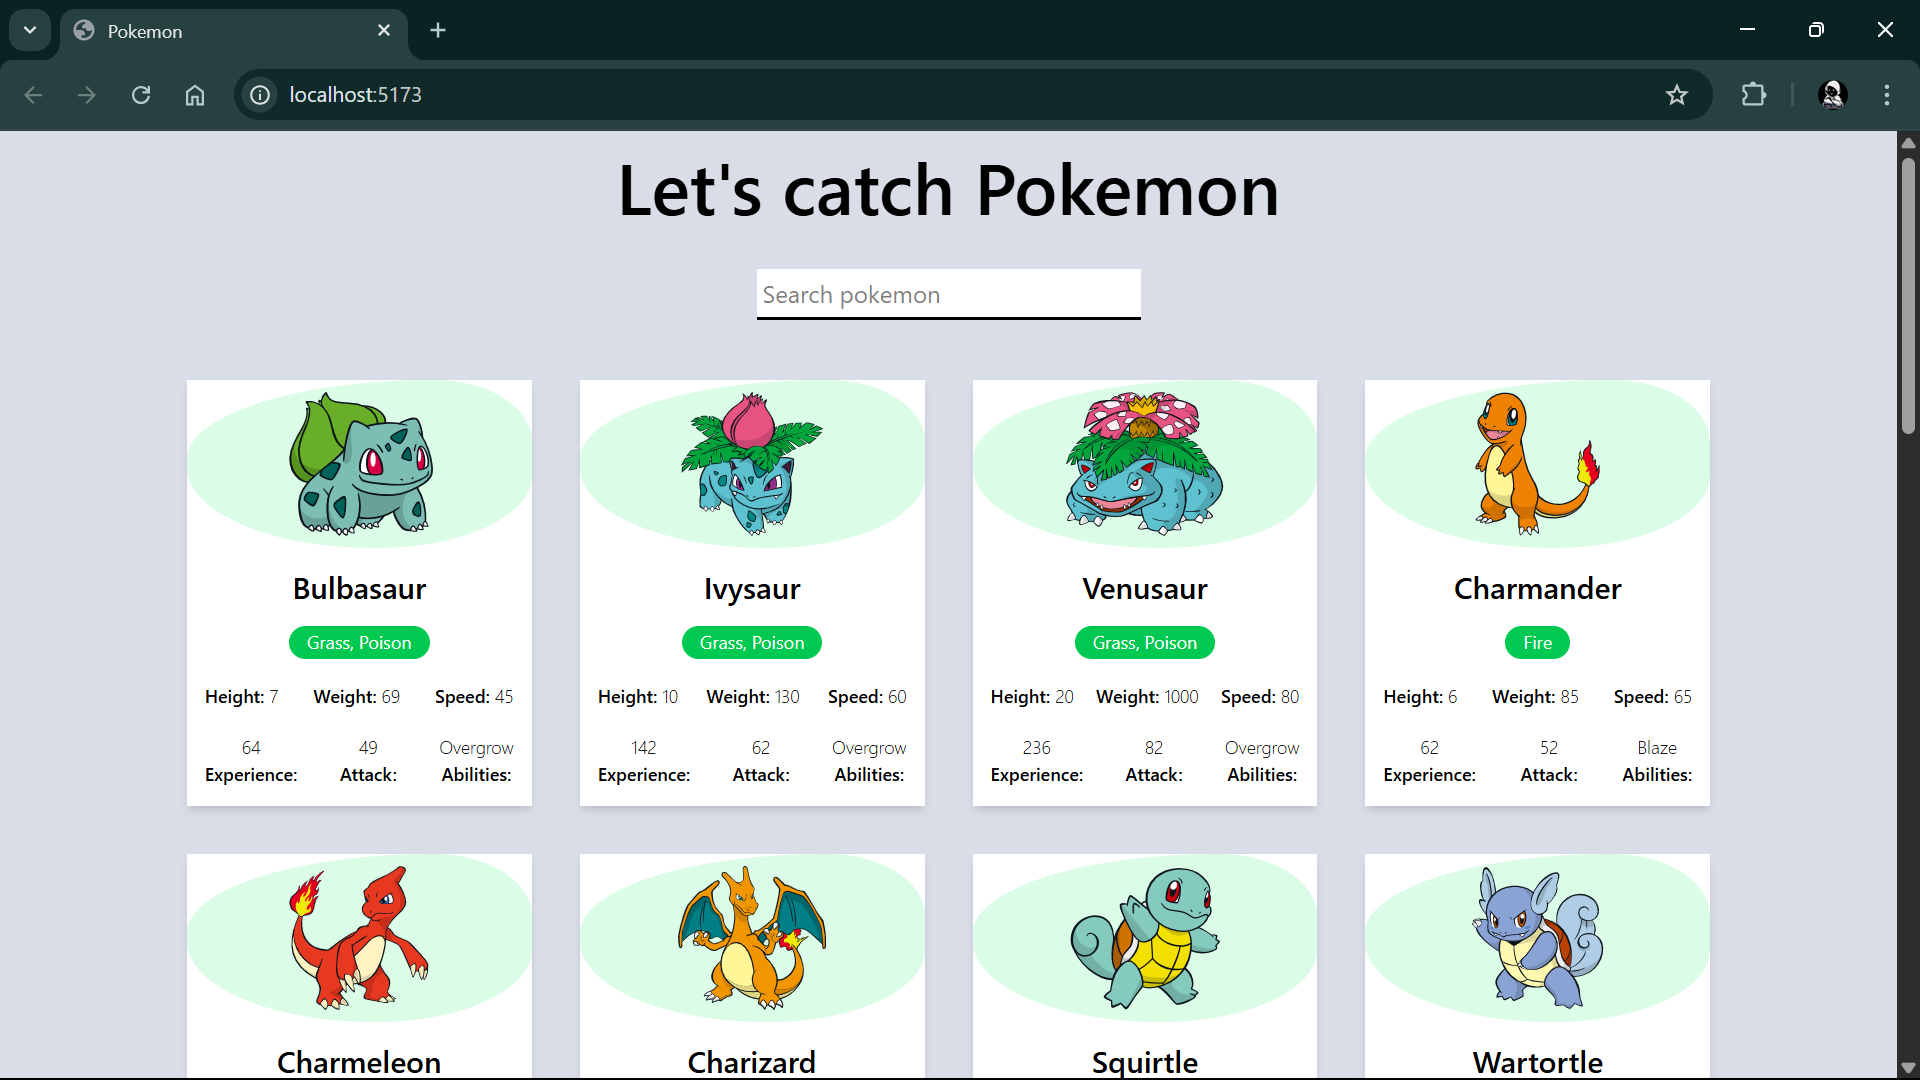 Pokemon
localhost:5173
Let's catch Pokemon
Search pokemon
Bulbasaur
Grass, Poison
Height: 7 Weight: 69 Speed: 45
64 49 Overgrow
Experience: Attack: Abilities:
Ivysaur
Grass, Poison
Height: 10 Weight: 130 Speed: 60
142 62 Overgrow
Experience: Attack: Abilities:
Venusaur
Grass, Poison
Height: 20 Weight: 1000 Speed: 80
236 82 Overgrow
Experience: Attack: Abilities:
Charmander
Fire
Height: 6 Weight: 85 Speed: 65
62 52 Blaze
Experience: Attack: Abilities:
Charmeleon
Charizard
Squirtle
Wartortle